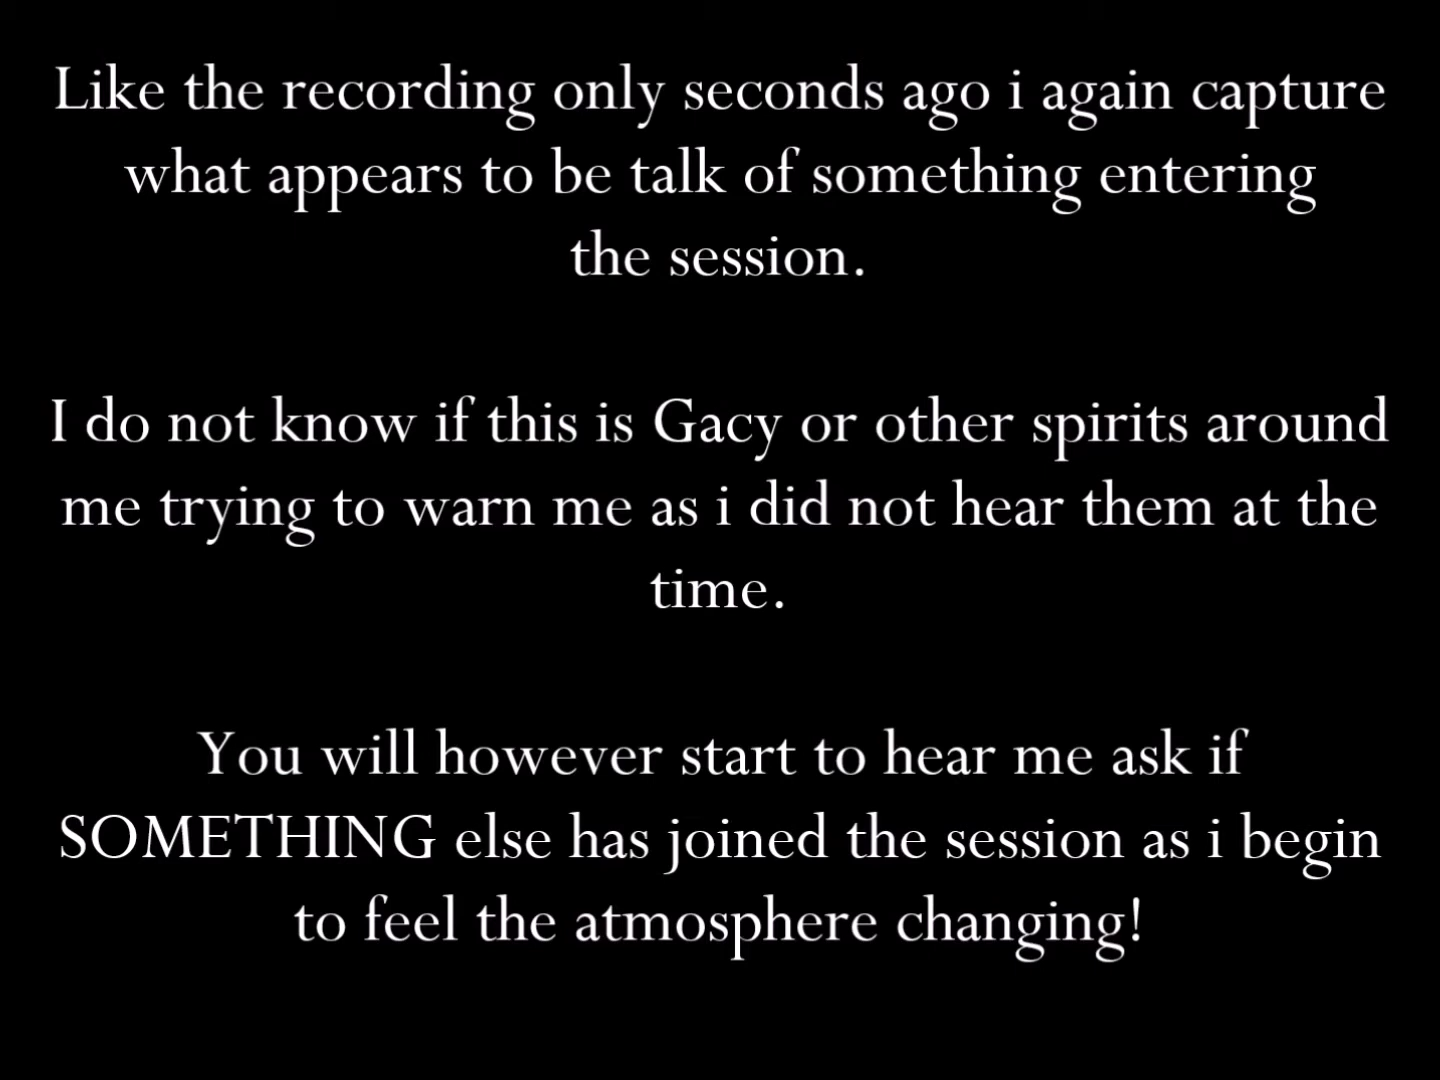 Like the recording only seconds ago i again capture
what appears to be talk of something entering
the session.
I do not know if this is Gacy or other spirits around
me trying to warn me as i did not hear them at the
time.
You will however start to hear me ask if
SOMETHING else has joined the session as i begin
to feel the atmosphere changing!